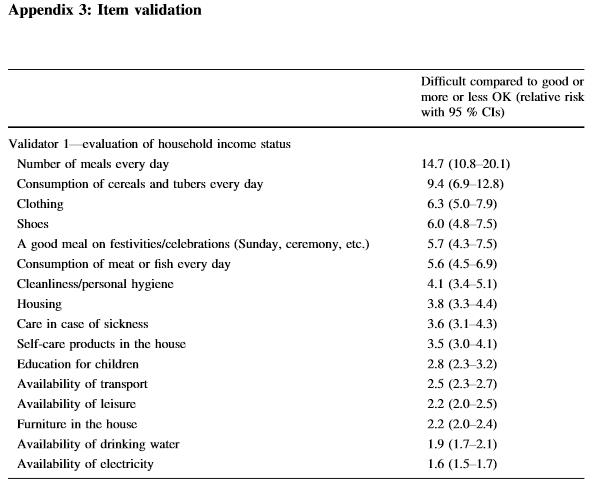 Appendix 3: Item validation
Difficult compared to good or
more or less OK (relative risk
with 95 % CIs)
Validator 1—evaluation of household income status
Number of meals every day 14.7 (10.8–20.1)
Consumption of cereals and tubers every day 9.4 (6.9–12.8)
Clothing 6.3 (5.0–7.9)
Shoes 6.0 (4.8–7.5)
A good meal on festivities/celebrations (Sunday, ceremony, etc.) 5.7 (4.3–7.5)
Consumption of meat or fish every day 5.6 (4.5–6.9)
Cleanliness/personal hygiene 4.1 (3.4–5.1)
Housing 3.8 (3.3–4.4)
Care in case of sickness 3.6 (3.1–4.3)
Self-care products in the house 3.5 (3.0–4.1)
Education for children 2.8 (2.3–3.2)
Availability of transport 2.5 (2.3–2.7)
Availability of leisure 2.2 (2.0–2.5)
Furniture in the house 2.2 (2.0–2.4)
Availability of drinking water 1.9 (1.7–2.1)
Availability of electricity 1.6 (1.5–1.7)